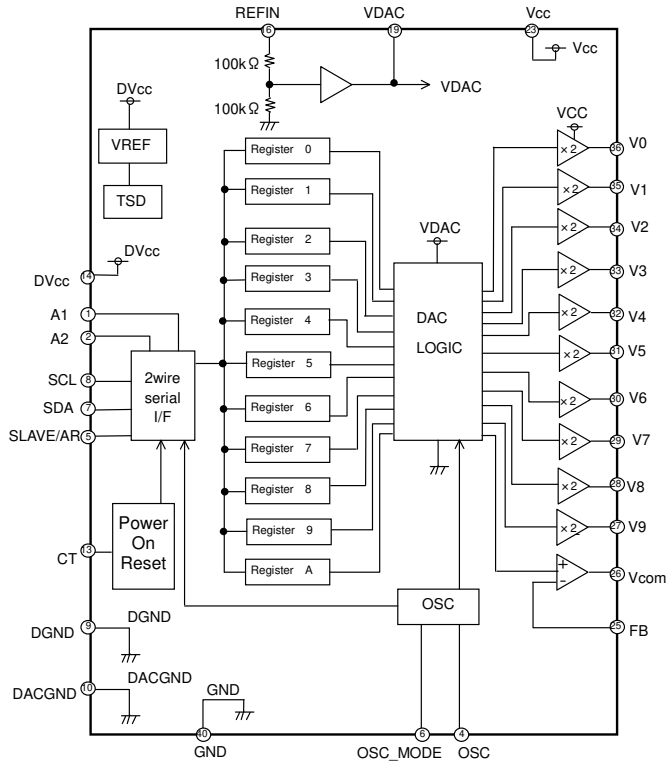 REFIN VDAC Vcc
16 19 23
Vcc
100kΩ
VDAC
100kΩ
DVcc
VREF
TSD
VCC
Register 0
×2 36 V0
Register 1
×2 35 V1
Register 2
×2 34 V2
VDAC
DVcc
14
DVcc
Register 3
×2 33 V3
A1 1
Register 4
×2 32 V4
A2 2
DAC
LOGIC
Register 5
×2 31 V5
SCL 8
2wire
serial
I/F
SDA 7
SLAVE/AR 5
Register 6
×2 30 V6
Register 7
×2 29 V7
Register 8
×2 28 V8
Power
On
Reset
Register 9
×2 27 V9
CT 13
Register A
+
−
26 Vcom
OSC
25 FB
DGND 9
DGND
DACGND 10
DACGND
GND
40 6 4
GND OSC_MODE OSC